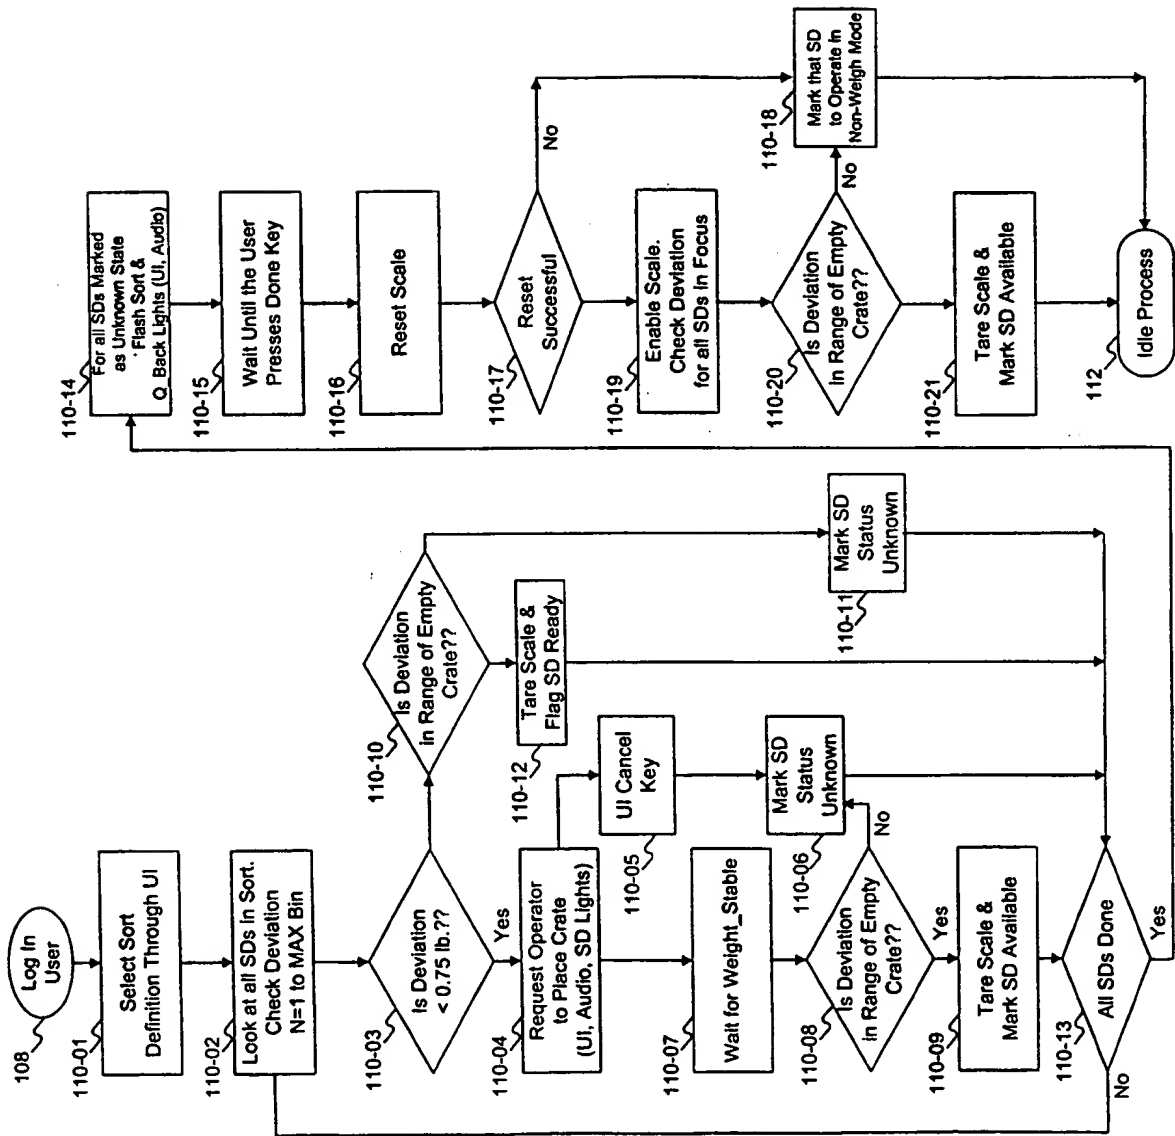 Log In
User
108
Select Sort
Definition Through UI
110-01
Look at all SDs in Sort.
Check Deviation
N=1 to MAX Bin
110-02
Is Deviation
< 0.75 lb.??
110-03
Yes
Request Operator
to Place Crate
(UI, Audio, SD Lights)
110-04
UI Cancel
Key
110-05
Mark SD
Status
Unknown
110-06
Wait for Weight_Stable
110-07
Is Deviation
in Range of Empty
Crate??
110-08
No
Yes
Tare Scale &
Mark SD Available
110-09
Is Deviation
in Range of Empty
Crate??
110-10
Mark SD
Status
Unknown
110-11
Tare Scale &
Flag SD Ready
110-12
All SDs Done
110-13
No
Yes
For all SDs Marked
as Unknown State
Flash Sort &
Q_Back Lights (UI, Audio)
110-14
Wait Until the User
Presses Done Key
110-15
Reset Scale
110-16
Reset
Successful
110-17
No
Mark that SD
to Operate In
Non-Weigh Mode
110-18
Enable Scale.
Check Deviation
for all SDs In Focus
110-19
Is Deviation
In Range of Empty
Crate??
110-20
No
Tare Scale &
Mark SD Available
110-21
Idle Process
112